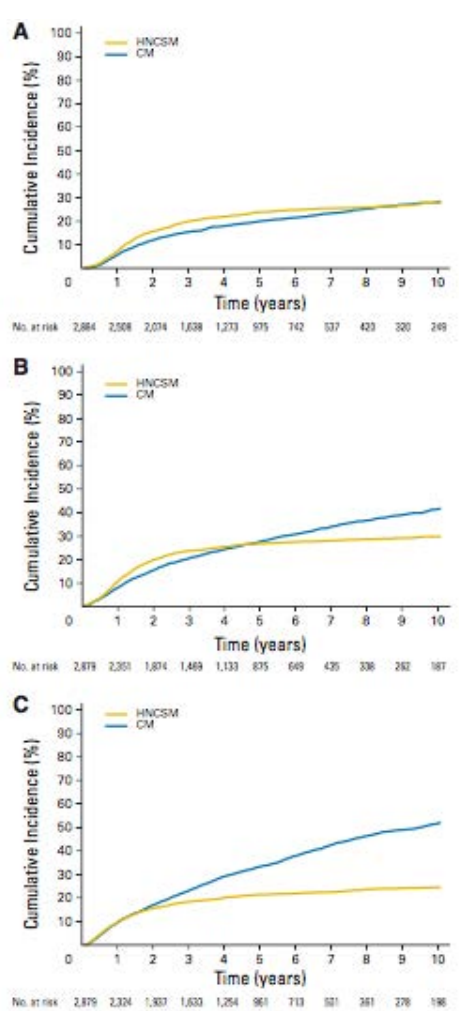 A
100
90
80
70
60
50
40
30
20
10
Cumulative Incidence (%)
HNCSM
CM
0 1 2 3 4 5 6 7 8 9 10
Time (years)
No. at risk 2,884 2,508 2,074 1,638 1,273 975 742 537 423 320 249
B
100
90
80
70
60
50
40
30
20
10
Cumulative Incidence (%)
HNCSM
CM
0 1 2 3 4 5 6 7 8 9 10
Time (years)
No. at risk 2,879 2,351 1,874 1,469 1,133 875 649 435 338 262 187
C
100
90
80
70
60
50
40
30
20
10
Cumulative Incidence (%)
HNCSM
CM
0 1 2 3 4 5 6 7 8 9 10
Time (years)
No. at risk 2,879 2,324 1,937 1,633 1,254 961 713 501 361 278 198